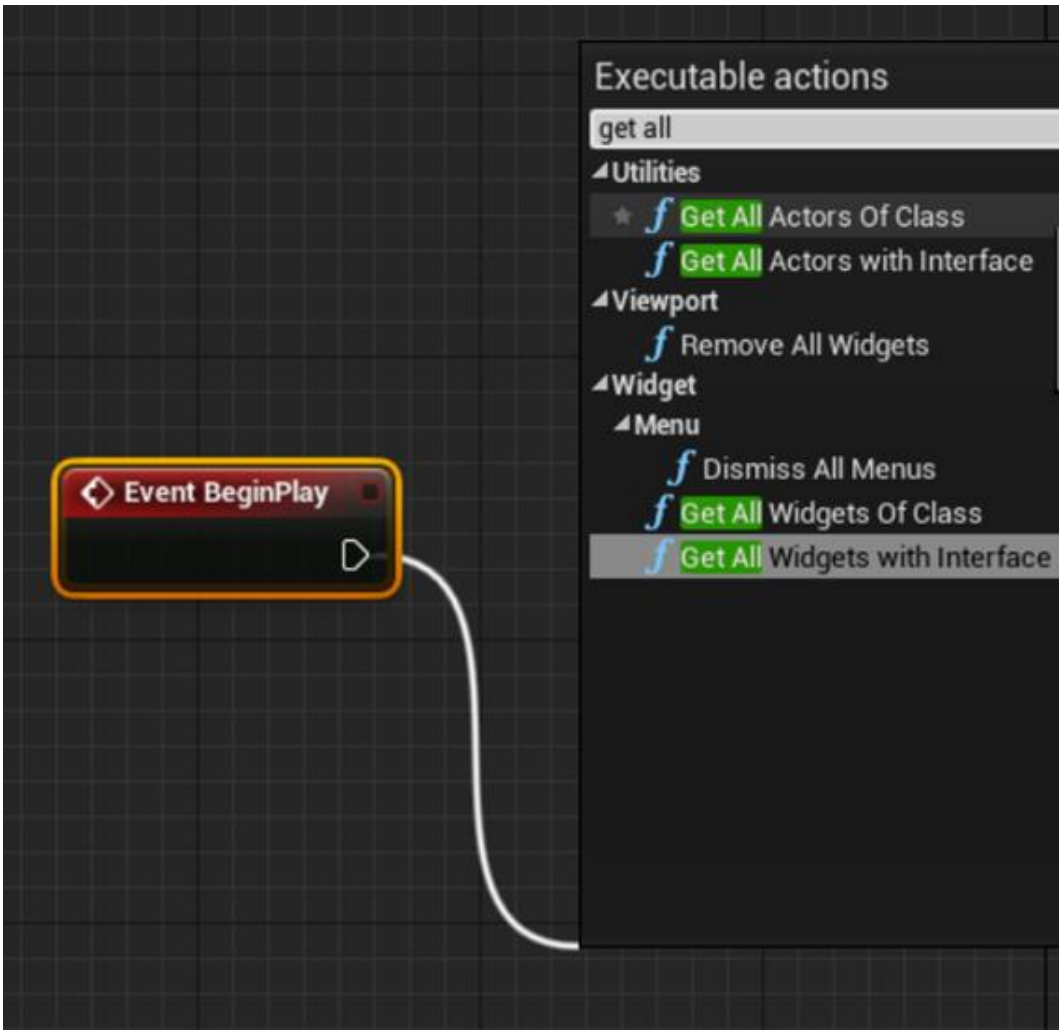 Executable actions
get all
Utilities
Get All Actors Of Class
Get All Actors with Interface
Viewport
Remove All Widgets
Widget
Menu
Dismiss All Menus
Get All Widgets Of Class
Get All Widgets with Interface
Event BeginPlay